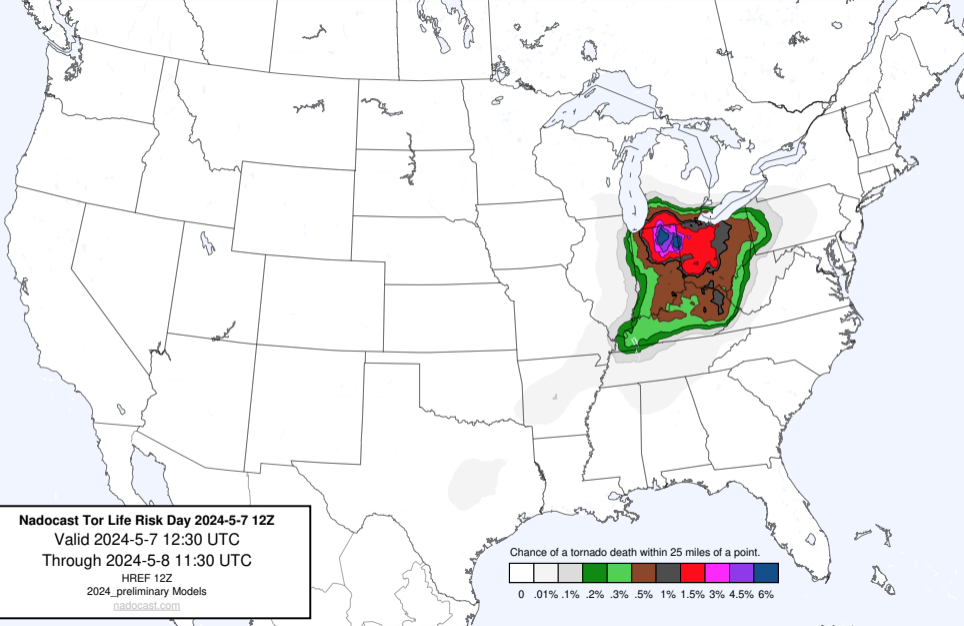 Nadocast Tor Life Risk Day 2024-5-7 12Z
Valid 2024-5-7 12:30 UTC
Through 2024-5-8 11:30 UTC
HREF 12Z
2024_preliminary Models
nadocast.com
Chance of a tornado death within 25 miles of a point.
0 .01% .1% .2% .3% .5% 1% 1.5% 3% 4.5% 6%